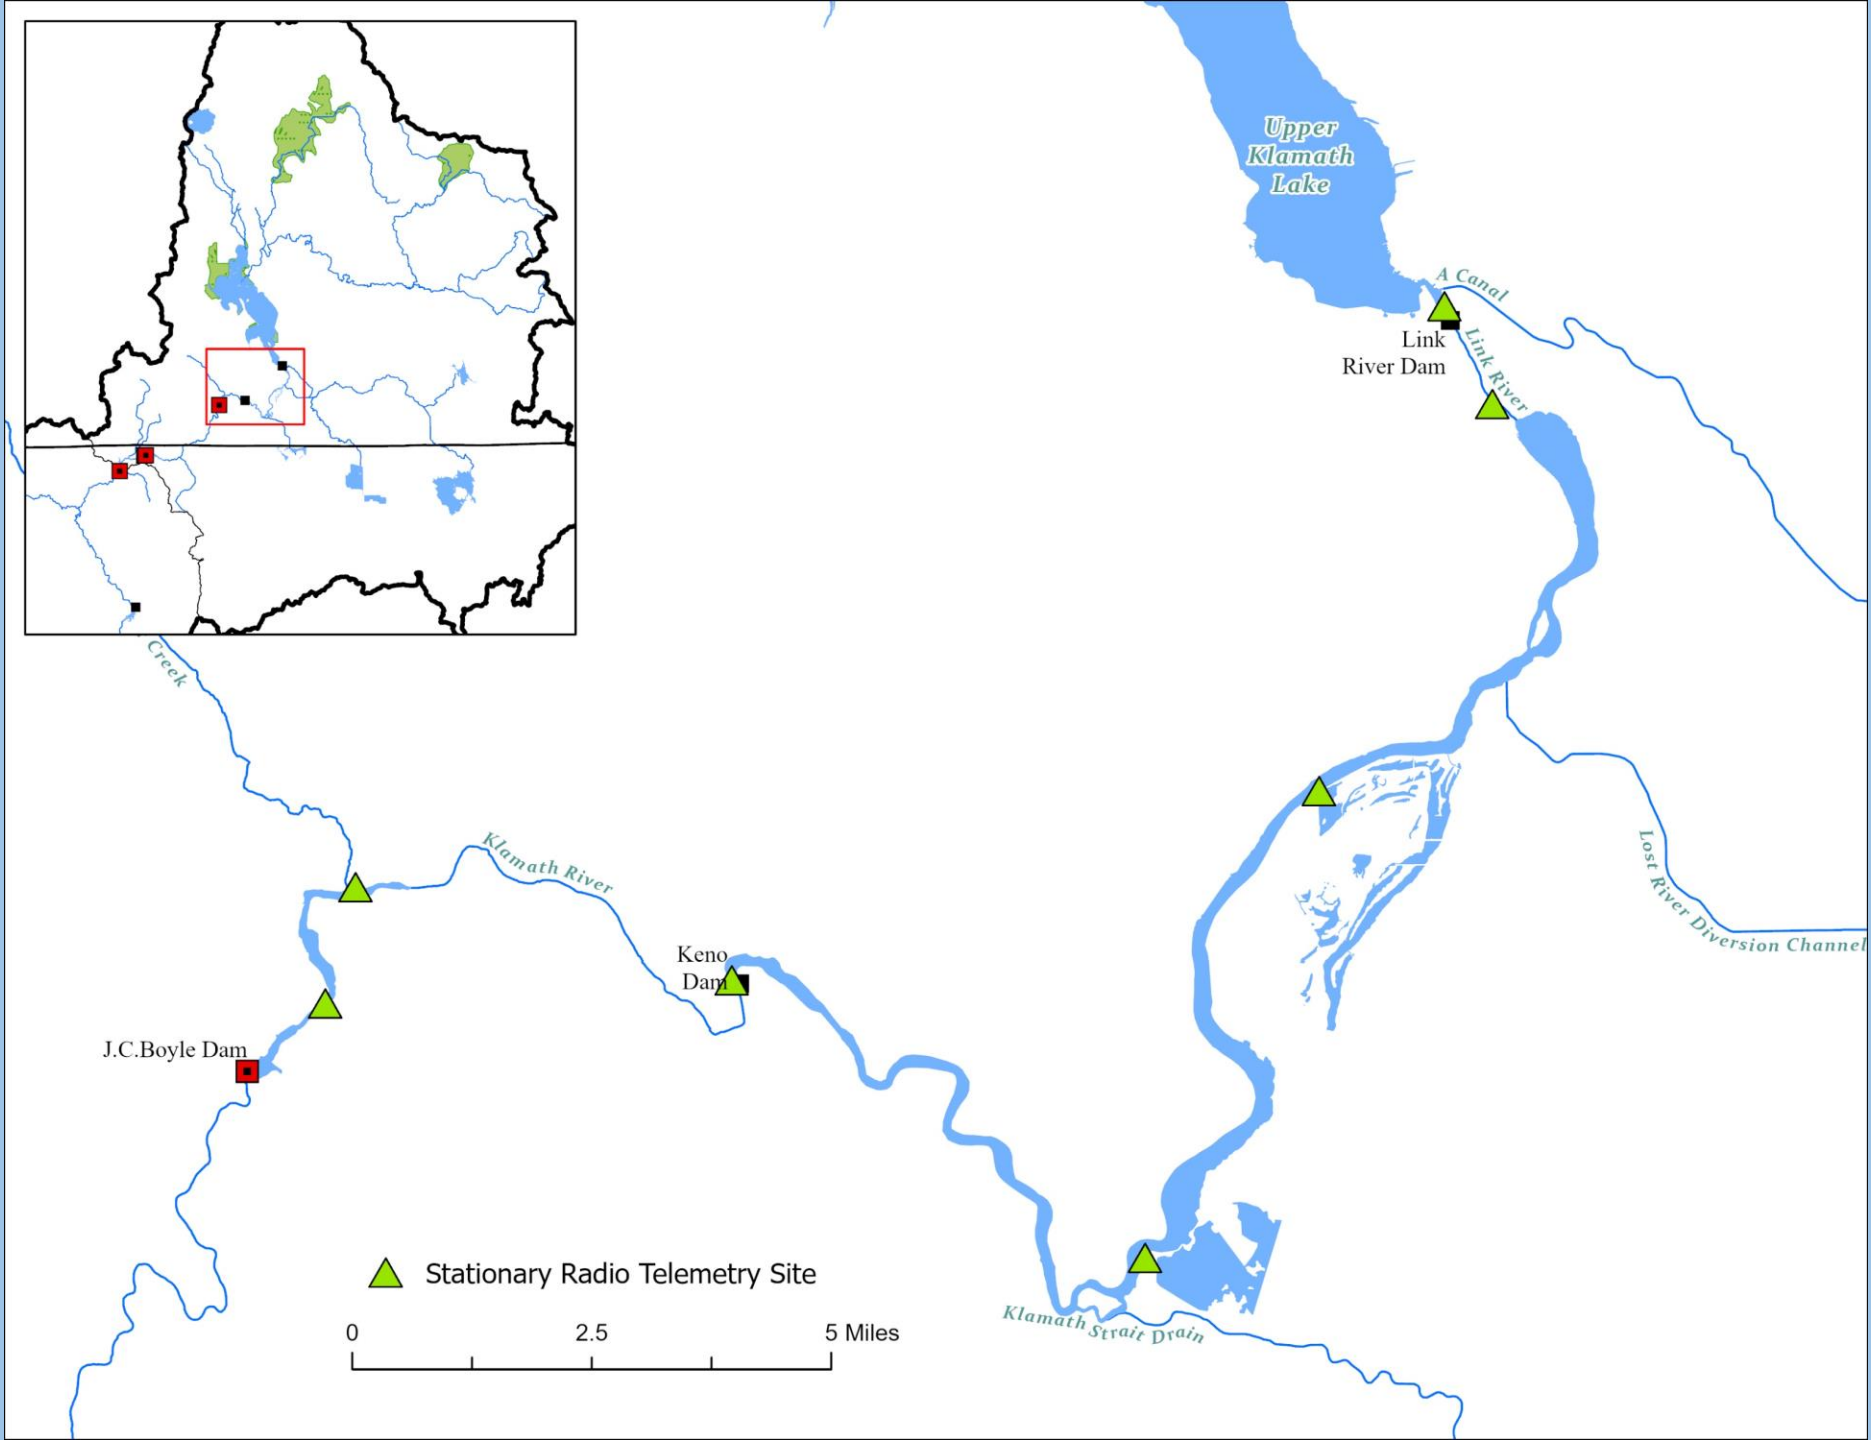 Upper
Klamath
Lake
A Canal
Link
River Dam
Link River
Creek
Klamath River
Lost River Diversion Channel
Keno
Dam
J.C.Boyle Dam
Stationary Radio Telemetry Site
Klamath Strait Drain
0 2.5 5 Miles